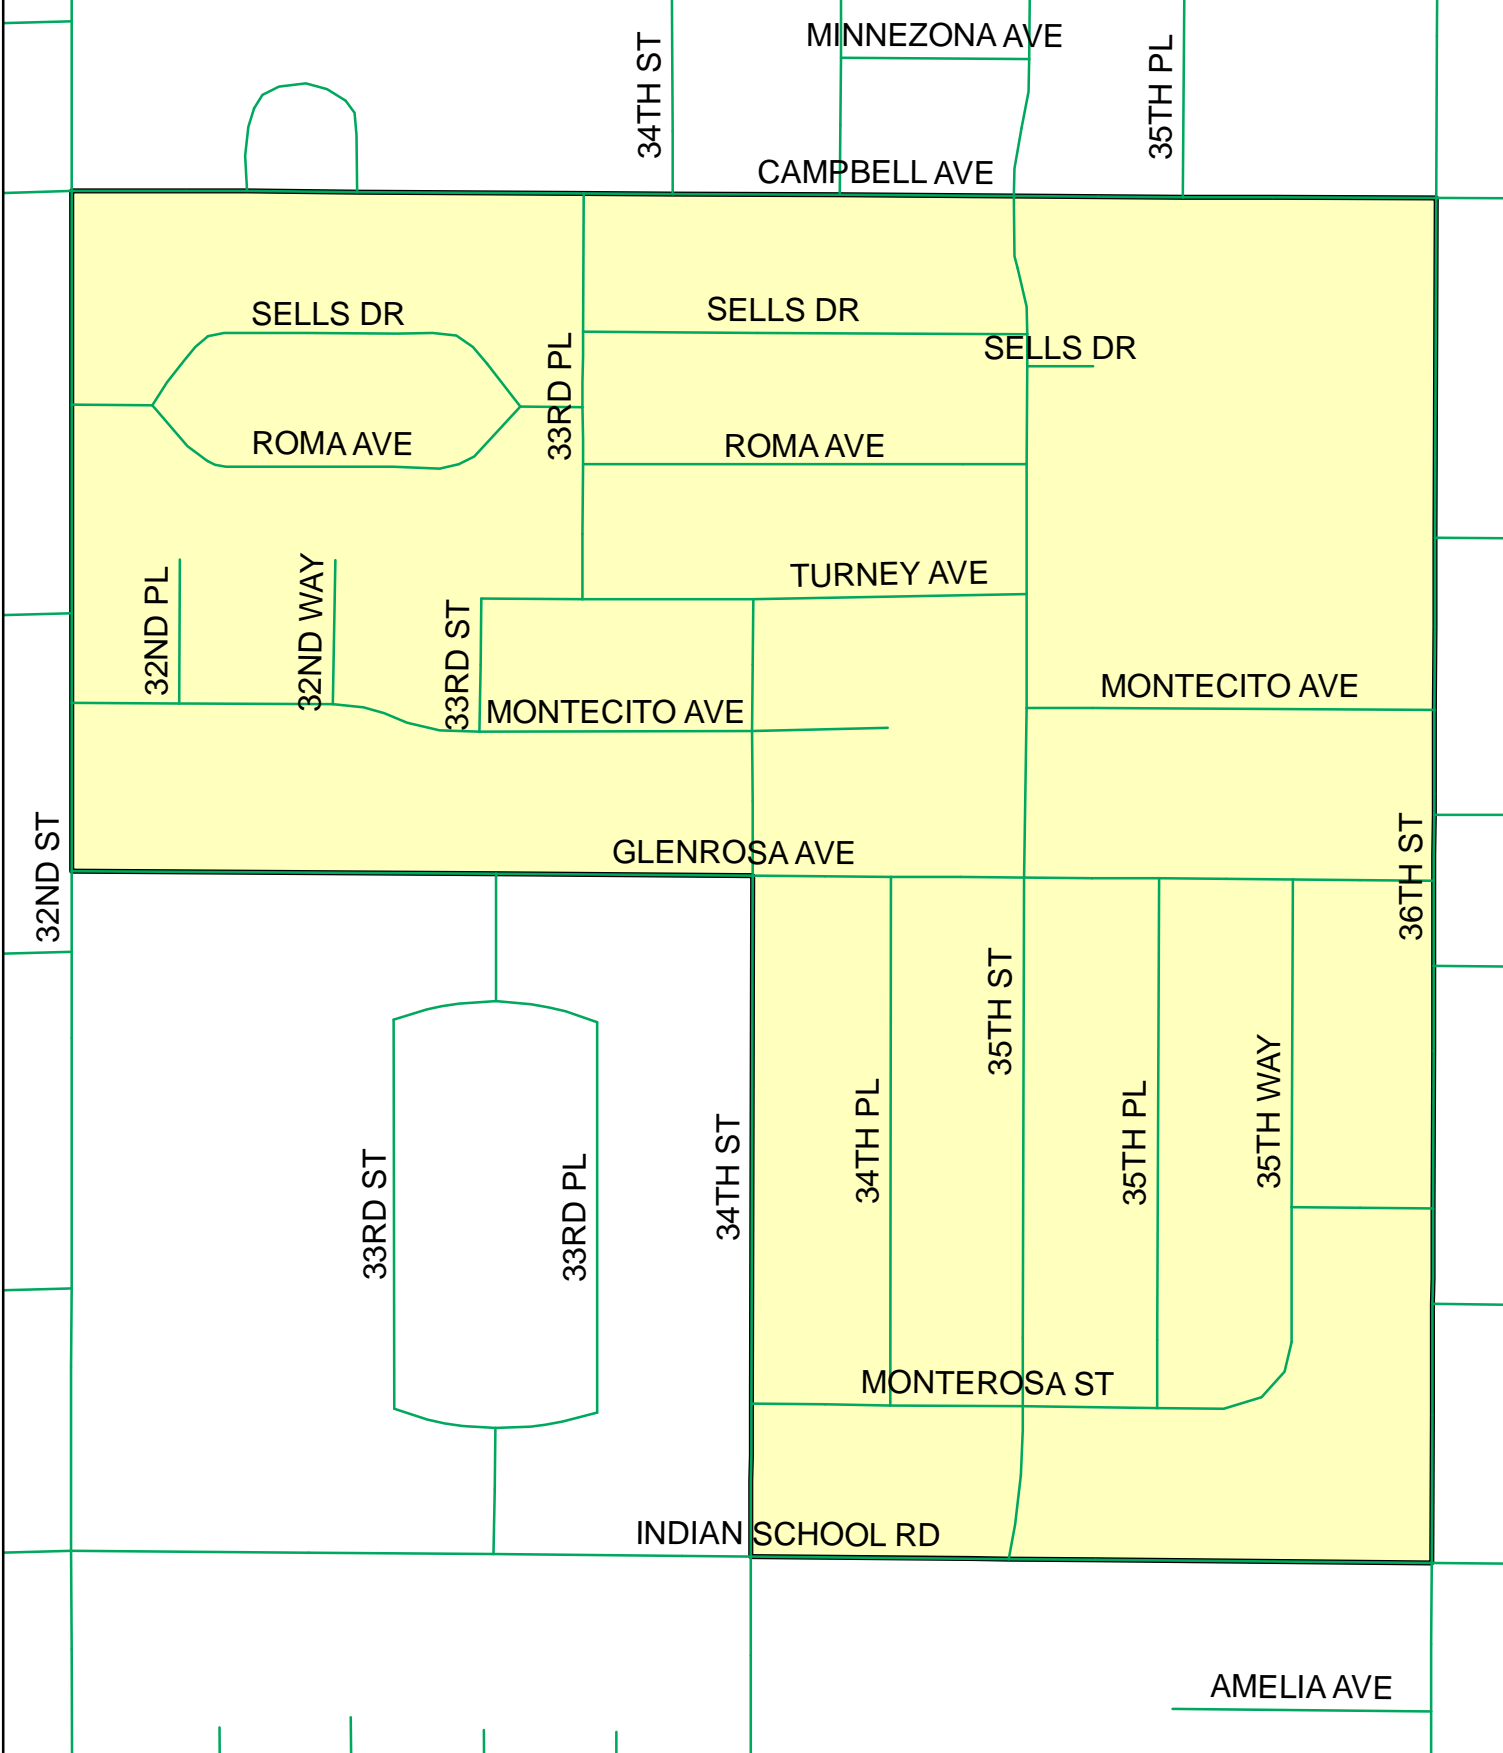 MINNEZONA AVE
34TH ST
35TH PL
CAMPBELL AVE
SELLS DR
SELLS DR
SELLS DR
33RD PL
ROMA AVE
ROMA AVE
32ND PL
32ND WAY
TURNEY AVE
33RD ST
MONTECITO AVE
MONTECITO AVE
32ND ST
GLENROSA AVE
36TH ST
35TH ST
34TH PL
35TH PL
35TH WAY
33RD ST
33RD PL
34TH ST
MONTEROSA ST
INDIAN SCHOOL RD
AMELIA AVE